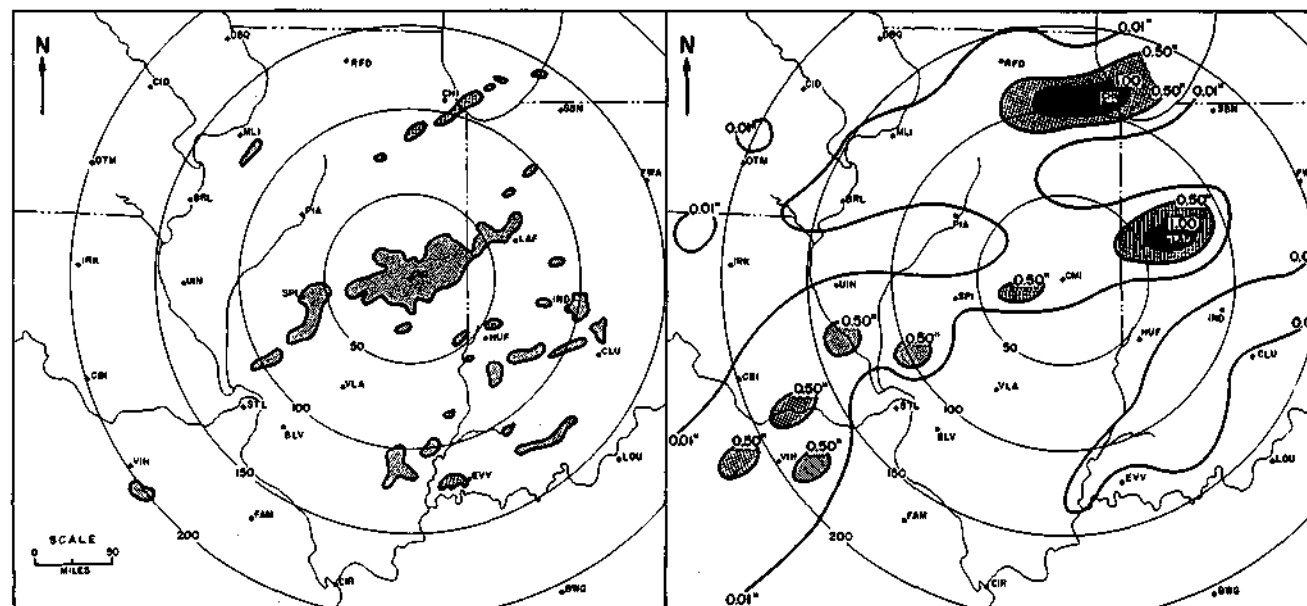 N
DBQ
RFD
CID
CHI
SBN
MLI
OTM
FWA
BRL
PIA
LAF
IRK
UIN
SPI
IND
HUF
CLU
50
VLA
CBI
STL
100
BLV
LOU
VIH
150
EVV
FAM
200
SCALE
0 50
MILES
CIR
BWG
N
DBQ
0.01"
RFD
0.50"
CID
1.00
0.50"
0.01"
SBN
0.01"
MLI
OTM
BRL
0.50"
0.01"
PIA
1.00
IRK
0.50"
CMI
UIN
SPI
IND
0.50"
0.50"
HUF
50
CLU
CBI
VLA
0.50"
STL
100
BLV
0.01"
0.50"
VIH
0.50"
LOU
150
EVV
FAM
200
CIR
0.01"
BWG